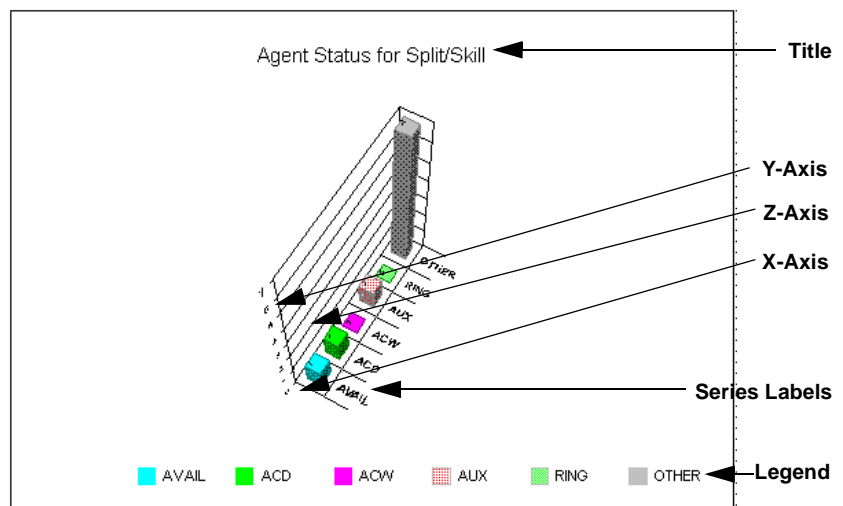 Agent Status for Split/Skill
Title
Y-Axis
Z-Axis
X-Axis
OTHER
RING
AUX
ACW
ACD
AVAIL
Series Labels
AVAIL ACD ACW AUX RING OTHER
Legend